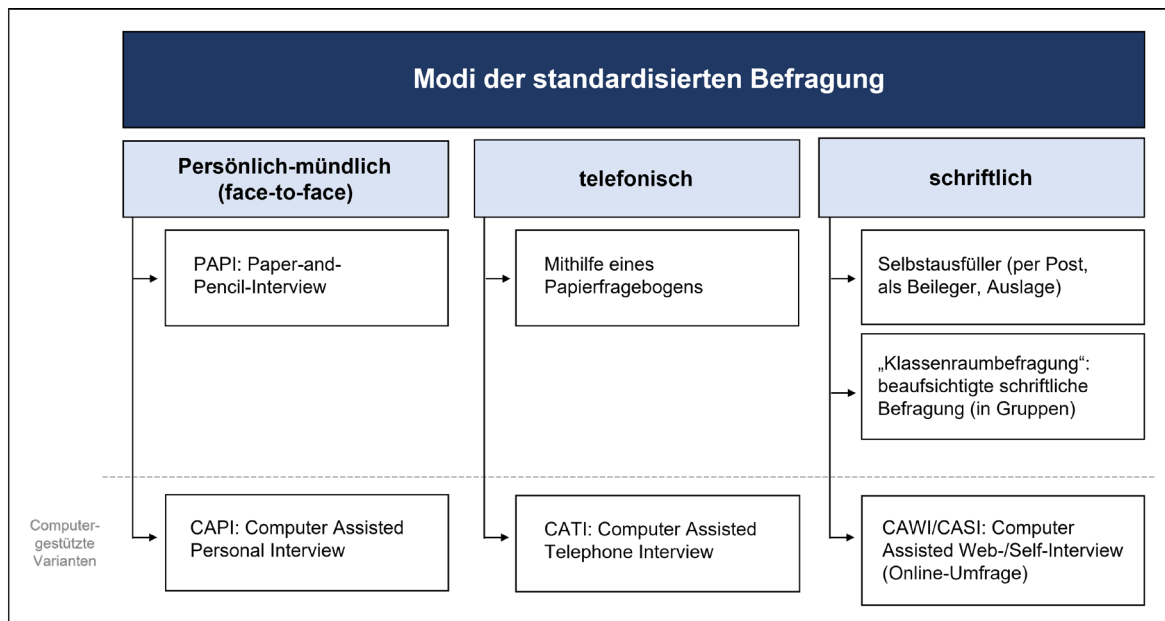 Modi der standardisierten Befragung
Persönlich-mündlich
(face-to-face)
telefonisch
schriftlich
PAPI: Paper-and-
Pencil-Interview
Mithilfe eines
Papierfragebogens
Selbstausfüller (per Post,
als Beileger, Auslage)
„Klassenraumbefragung“:
beaufsichtigte schriftliche
Befragung (in Gruppen)
Computer-
gestützte
Varianten
CAPI: Computer Assisted
Personal Interview
CATI: Computer Assisted
Telephone Interview
CAWI/CASI: Computer
Assisted Web-/Self-Interview
(Online-Umfrage)